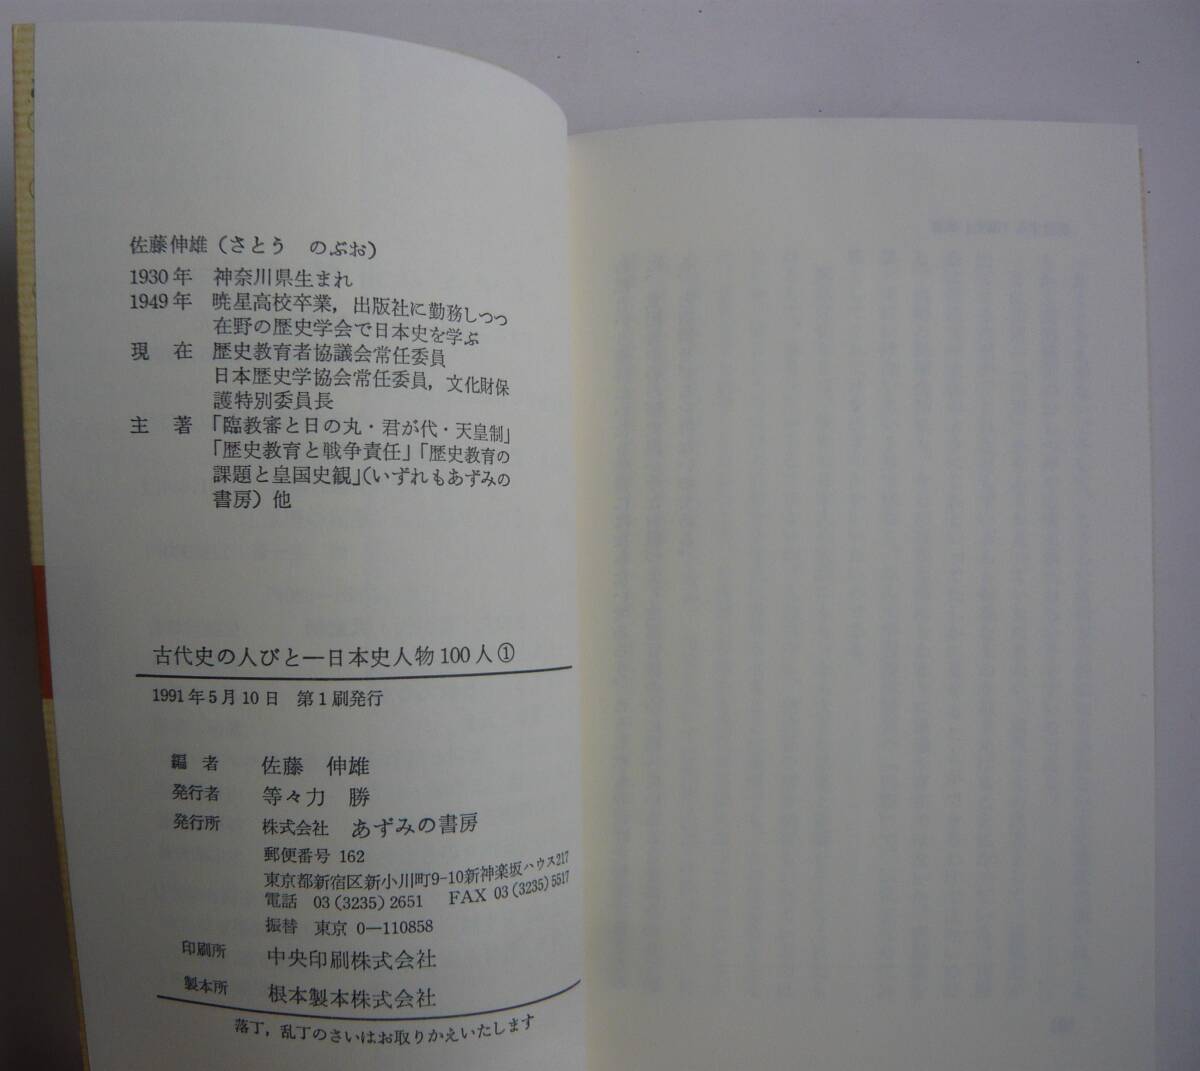 佐藤伸雄（さとう　のぶお）
1930年　神奈川県生まれ
1949年　暁星高校卒業，出版社に勤務しつつ
在野の歴史学会で日本史を学ぶ
現　在　歴史教育者協議会常任委員
日本歴史学協会常任委員，文化財保
護特別委員長
主　著　「臨教審と日の丸・君が代・天皇制」
「歴史教育と戦争責任」「歴史教育の
課題と皇国史観」（いずれもあずみの
書房）他
古代史の人びと―日本史人物100人①
1991年5月10日　第1刷発行
編　者　佐藤　伸雄
発行者　等々力　勝
発行所　株式会社　あずみの書房
郵便番号 162
東京都新宿区新小川町9-10新神楽坂ハウス217
電話　03 (3235) 2651　FAX 03 (3235) 5517
振替　東京 0―110858
印刷所　中央印刷株式会社
製本所　根本製本株式会社
落丁，乱丁のさいはお取りかえいたします